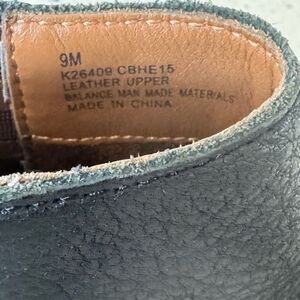 9M
K26409 CBHE15
LEATHER UPPER
BALANCE MAN MADE MATERIALS
MADE IN CHINA